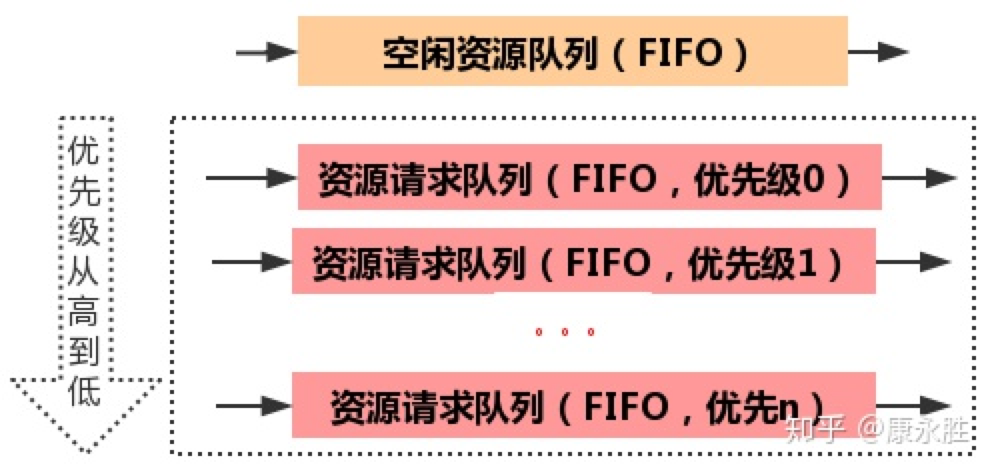 空闲资源队列（FIFO）
优先级从高到低
资源请求队列（FIFO，优先级0）
资源请求队列（FIFO，优先级1）
。。。
资源请求队列（FIFO，优先n）
知乎 @康永胜